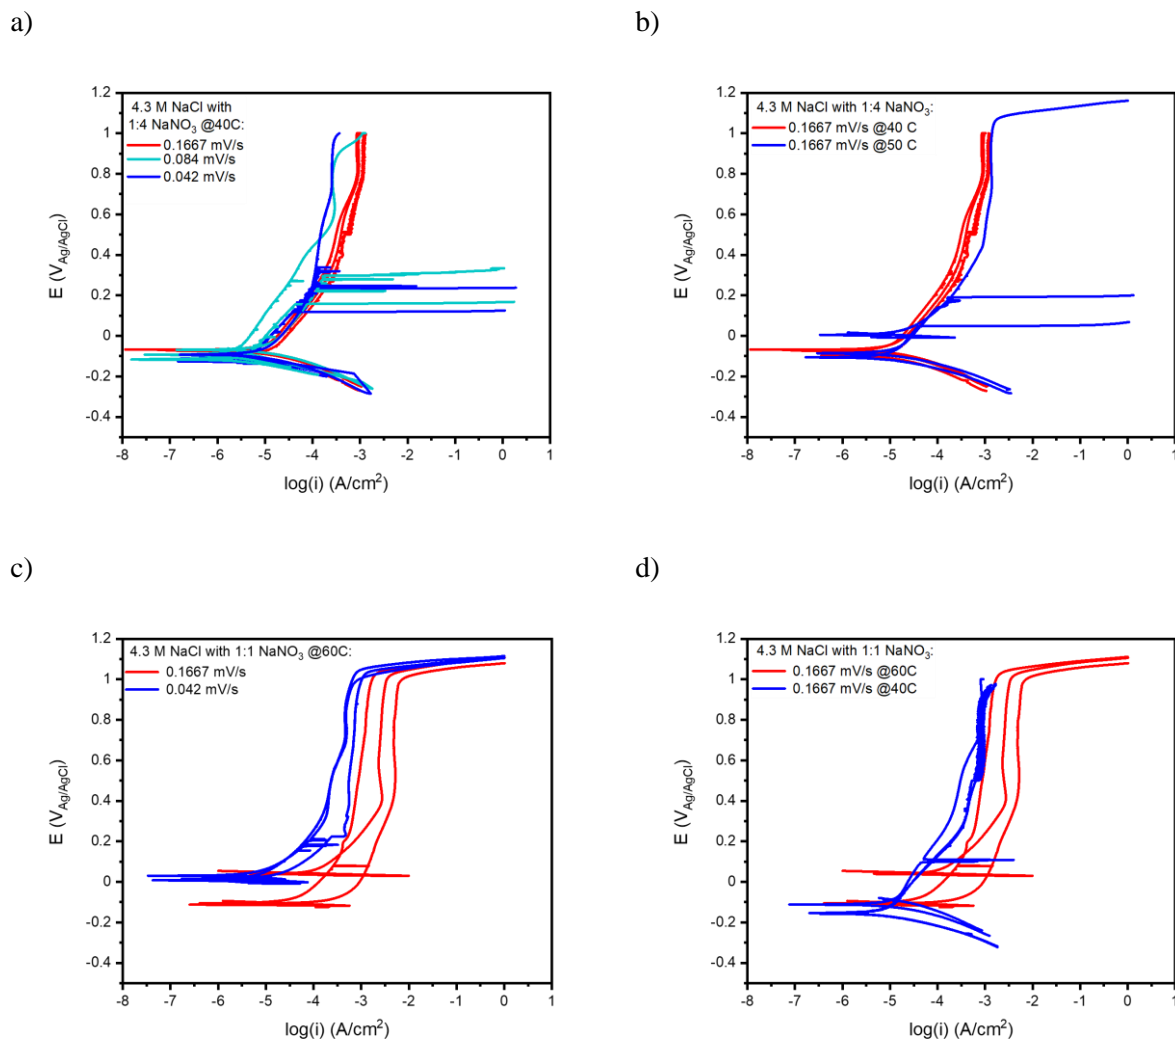 a)
b)
4.3 M NaCl with
1:4 NaNO₃ @40C:
0.1667 mV/s
0.084 mV/s
0.042 mV/s
1.2
1
0.8
0.6
0.4
0.2
0
-0.2
-0.4
E (V_Ag/AgCl)
-8 -7 -6 -5 -4 -3 -2 -1 0 1
log(i) (A/cm²)
4.3 M NaCl with 1:4 NaNO₃:
0.1667 mV/s @40 C
0.1667 mV/s @50 C
1.2
1
0.8
0.6
0.4
0.2
0
-0.2
-0.4
E (V_Ag/AgCl)
-8 -7 -6 -5 -4 -3 -2 -1 0 1
log(i) (A/cm²)
c)
d)
4.3 M NaCl with 1:1 NaNO₃ @60C:
0.1667 mV/s
0.042 mV/s
1.2
1
0.8
0.6
0.4
0.2
0
-0.2
-0.4
E (V_Ag/AgCl)
-8 -7 -6 -5 -4 -3 -2 -1 0 1
log(i) (A/cm²)
4.3 M NaCl with 1:1 NaNO₃:
0.1667 mV/s @60C
0.1667 mV/s @40C
1.2
1
0.8
0.6
0.4
0.2
0
-0.2
-0.4
E (V_Ag/AgCl)
-8 -7 -6 -5 -4 -3 -2 -1 0 1
log(i) (A/cm²)